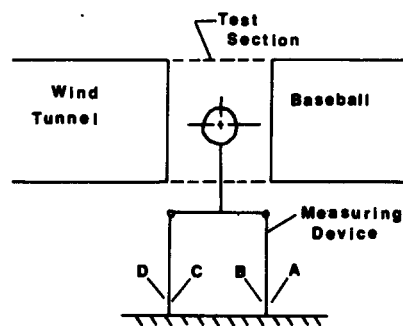 Test
Section
Wind
Tunnel
Baseball
Measuring
Device
D C B A